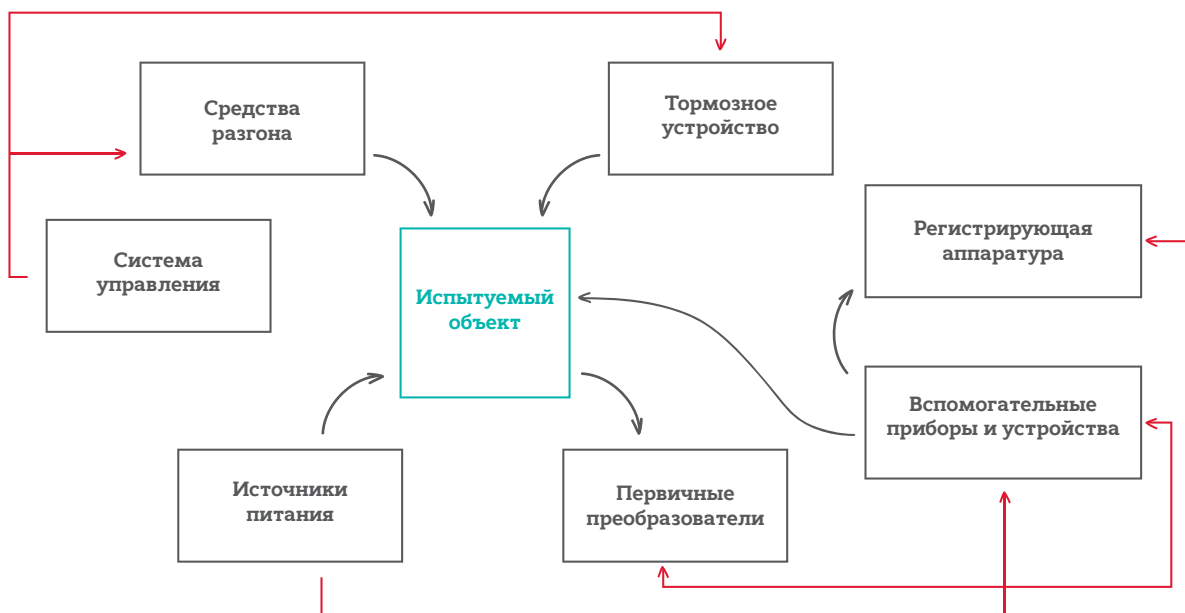 Средства
разгона
Тормозное
устройство
Система
управления
Испытуемый
объект
Регистрирующая
аппаратура
Вспомогательные
приборы и устройства
Источники
питания
Первичные
преобразователи